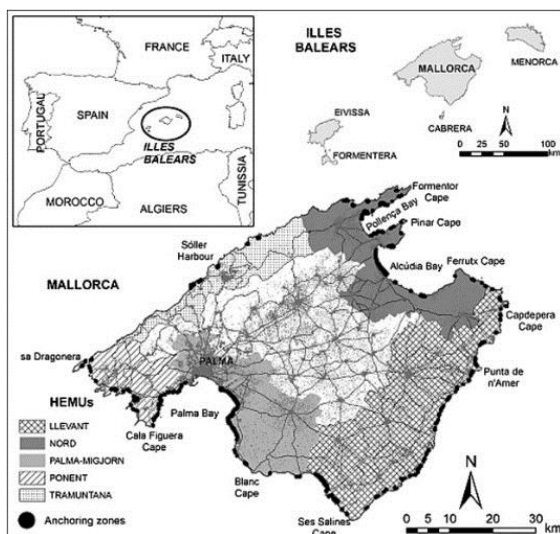 FRANCE
ITALY
PORTUGAL
SPAIN
ILLES
BALEARS
MOROCCO
ALGIERS
TUNISSIA
ILLES
BALEARS
MENORCA
MALLORCA
EIVISSA
CABRERA
FORMENTERA
N
0 25 50 100
km
Formentor
Cape
Pollença Bay
Pinar Cape
Sóller
Harbour
Alcúdia Bay
Ferrutx Cape
MALLORCA
Capdepera
Cape
sa Dragonera
PALMA
Punta de
n'Amer
HEMUs
LLEVANT
NORD
PALMA-MIGJORN
PONENT
TRAMUNTANA
Anchoring zones
Palma Bay
Cala Figuera
Cape
Blanc
Cape
Ses Salines
Cape
N
0 5 10 20 30
km